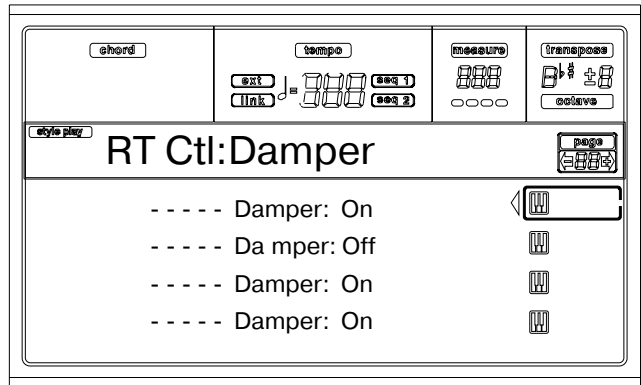 chord tempo measure transpose
ext seq 1
link seq 2 octave
style play
RT Ctl:Damper
page
- - - - - Damper: On
- - - - - Da mper: Off
- - - - - Damper: On
- - - - - Damper: On